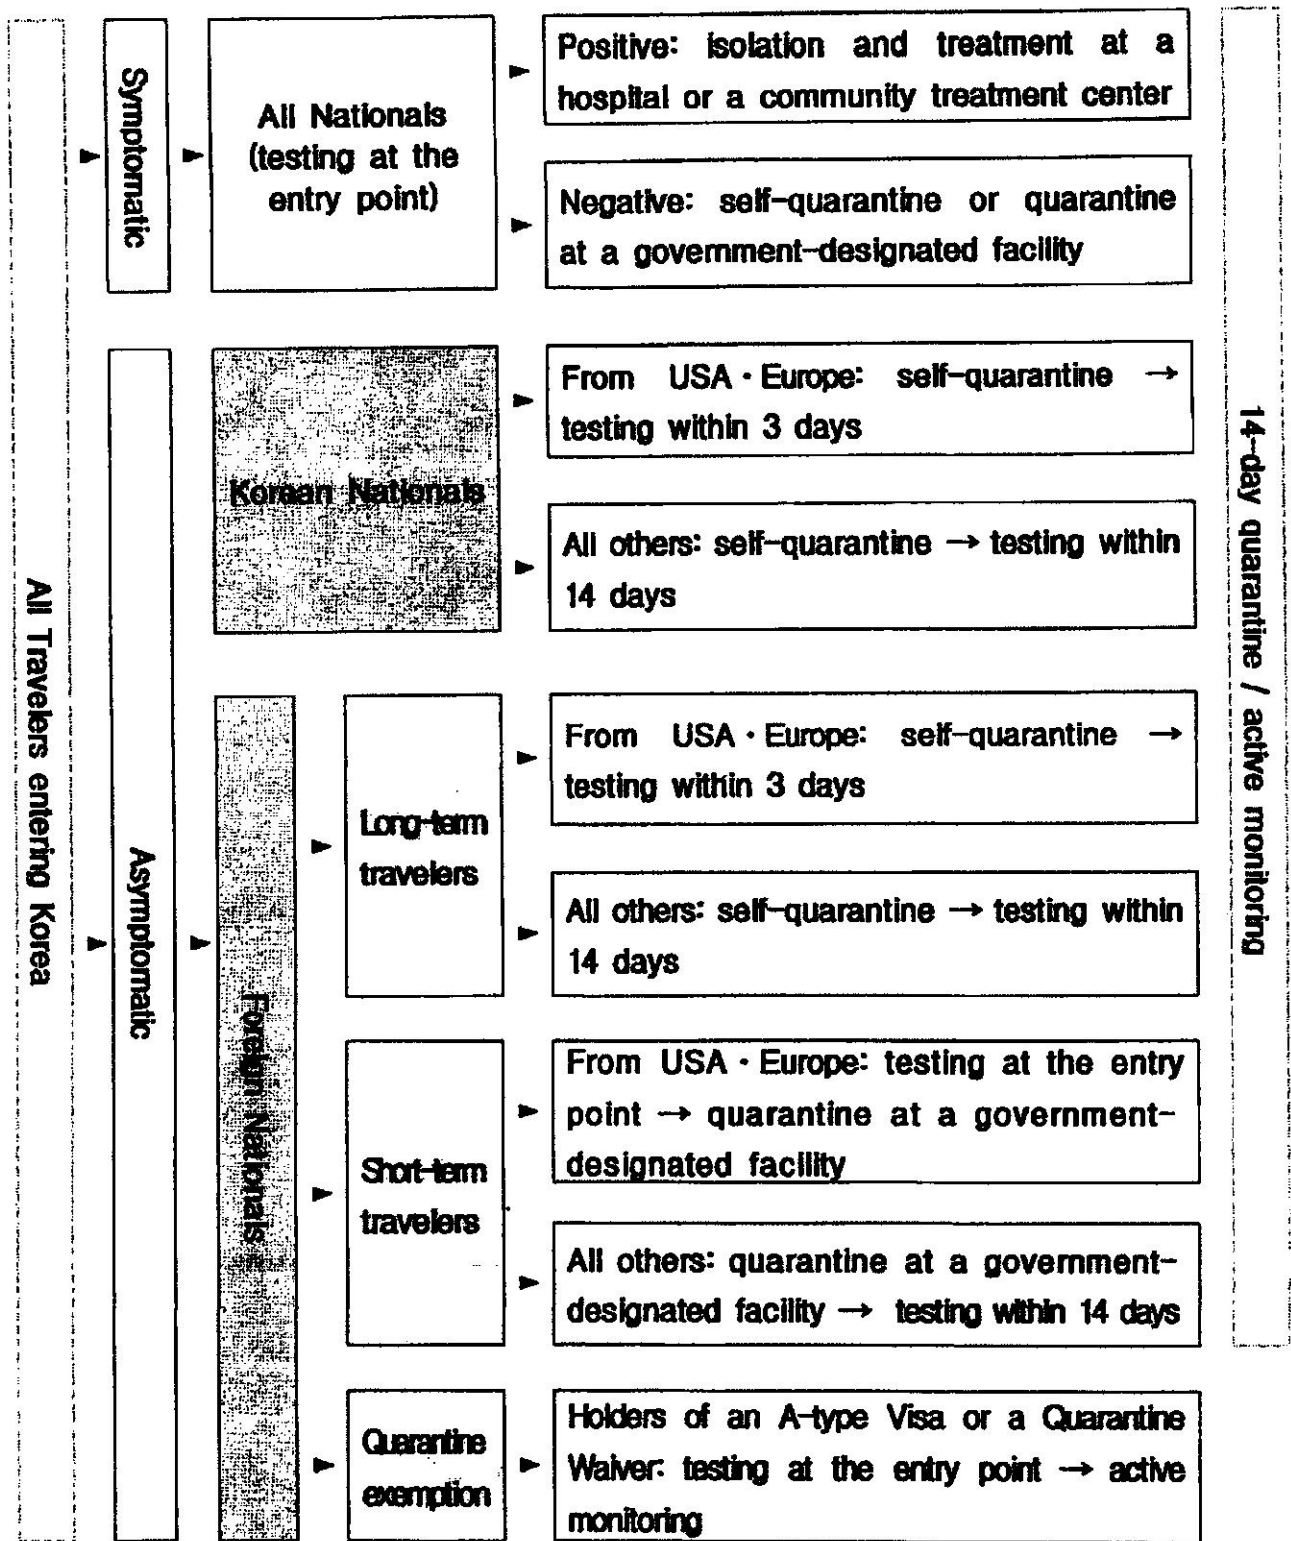 All Travelers entering Korea
Symptomatic
All Nationals
(testing at the
entry point)
Positive: isolation and treatment at a
hospital or a community treatment center
Negative: self-quarantine or quarantine
at a government-designated facility
Asymptomatic
Korean Nationals
From USA・Europe: self-quarantine →
testing within 3 days
All others: self-quarantine → testing within
14 days
Foreign Nationals
Long-term
travelers
From USA・Europe: self-quarantine →
testing within 3 days
All others: self-quarantine → testing within
14 days
Short-term
travelers
From USA・Europe: testing at the entry
point → quarantine at a government-
designated facility
All others: quarantine at a government-
designated facility → testing within 14 days
Quarantine
exemption
Holders of an A-type Visa or a Quarantine
Waiver: testing at the entry point → active
monitoring
14-day quarantine / active monitoring